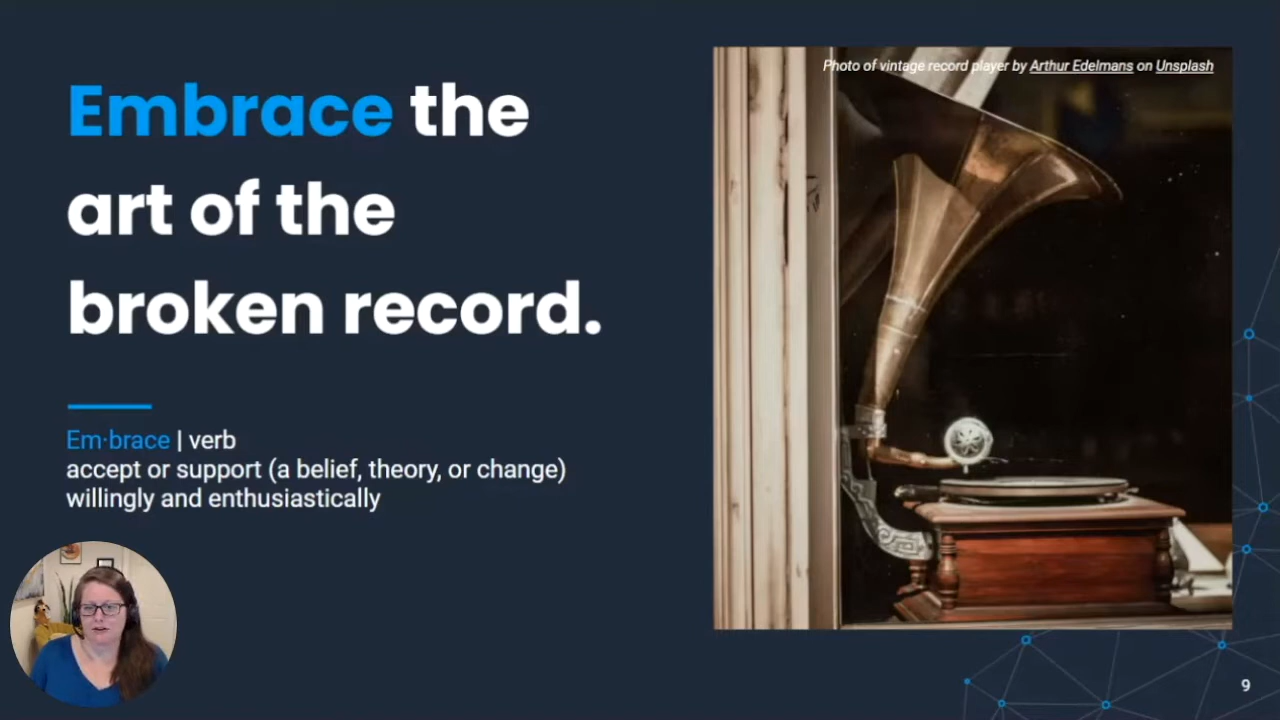 Embrace the
art of the
broken record.
Em·brace | verb
accept or support (a belief, theory, or change)
willingly and enthusiastically
Photo of vintage record player by Arthur Edelmans on Unsplash
9